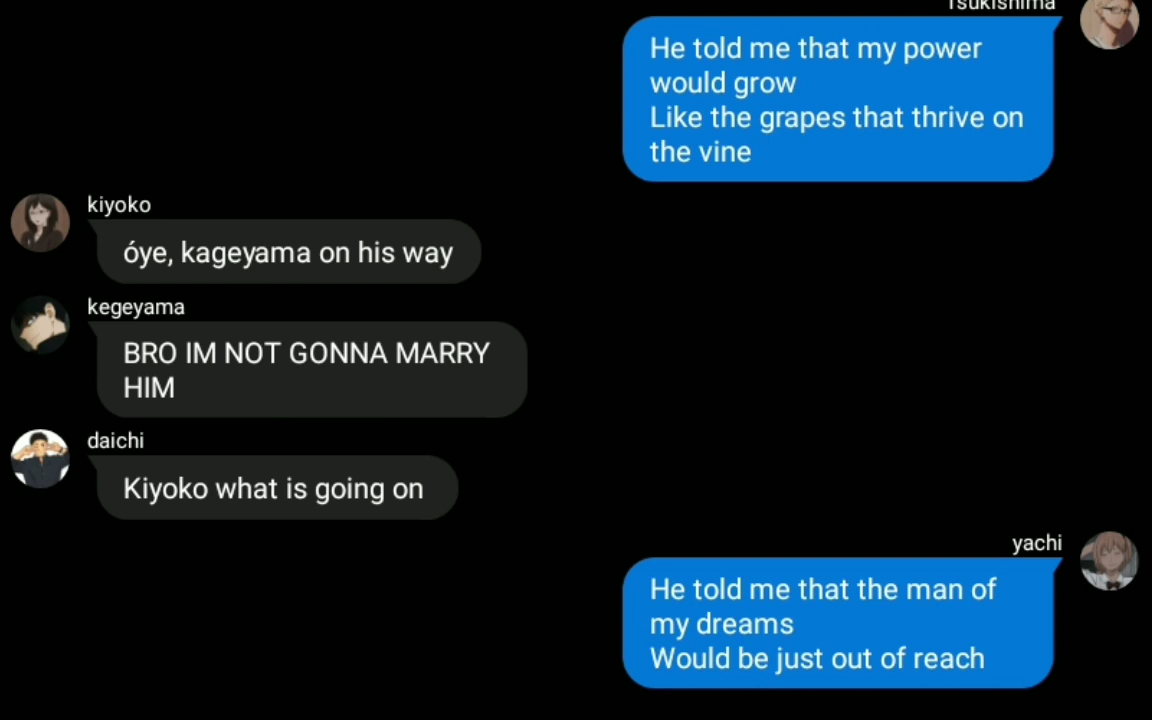 Tsukishima
He told me that my power
would grow
Like the grapes that thrive on
the vine
kiyoko
óye, kageyama on his way
kegeyama
BRO IM NOT GONNA MARRY
HIM
daichi
Kiyoko what is going on
yachi
He told me that the man of
my dreams
Would be just out of reach